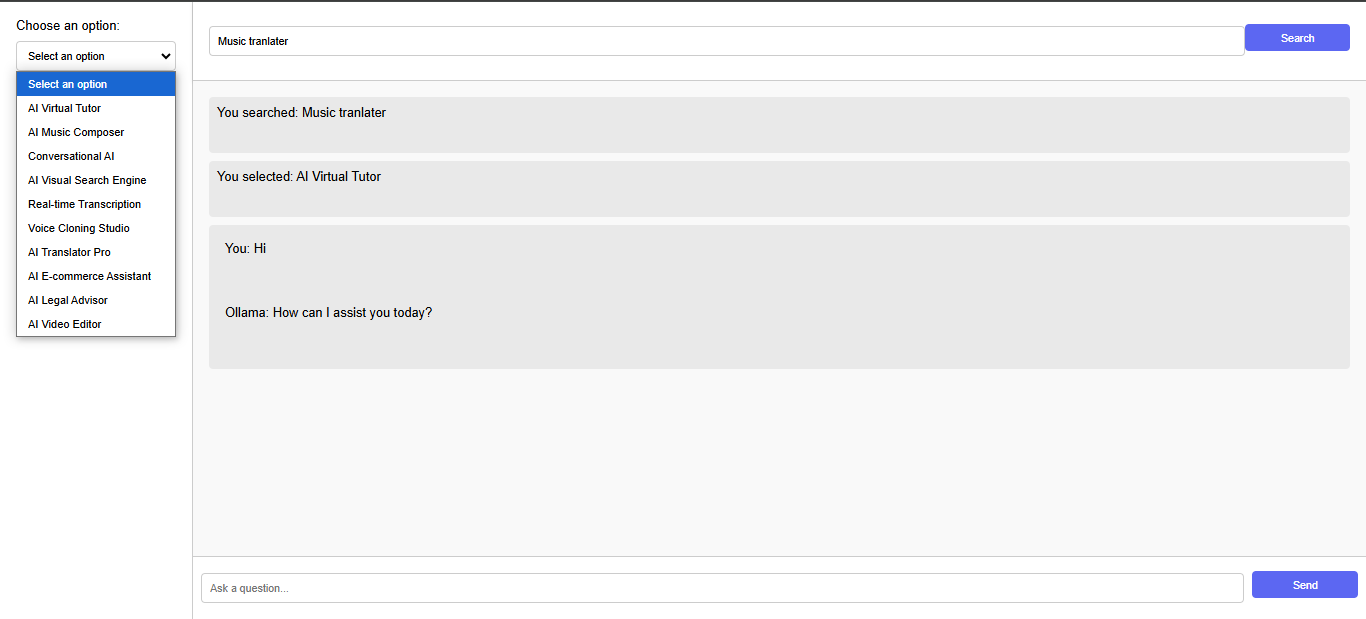 Choose an option:
Select an option
Select an option
AI Virtual Tutor
AI Music Composer
Conversational AI
AI Visual Search Engine
Real-time Transcription
Voice Cloning Studio
AI Translator Pro
AI E-commerce Assistant
AI Legal Advisor
AI Video Editor
Music tranlater
Search
You searched: Music tranlater
You selected: AI Virtual Tutor
You: Hi
Ollama: How can I assist you today?
Ask a question...
Send